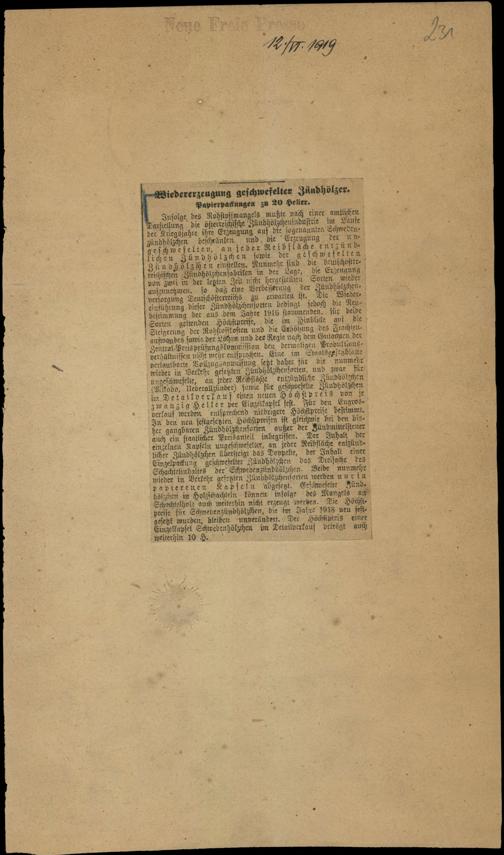 Neue Freie Presse
12/VI. 1919
231
Wiedererzeugung geschwefelter Zündhölzer.
Papierpackungen zu 20 Heller.
Infolge des Rohstoffmangels mußte nach einer amtlichen
Darstellung die österreichische Zündhölzchenindustrie im Laufe
der Kriegsjahre ihre Erzeugung auf die sogenannten Schweden-
zündhölzchen beschränken und die Erzeugung der un-
geschwefelten, an jeder Reibfläche entzünd-
lichen Zündhölzchen sowie der geschwefelten
Zündhölzchen einstellen. Nunmehr sind die deutschöster-
reichischen Zündhölzchenfabriken in der Lage, die Erzeugung
von zwei in der letzten Zeit nicht hergestellten Sorten wieder
aufzunehmen, so daß eine Verbesserung der Zündhölzchen-
versorgung Deutschösterreichs zu erwarten ist. Die Wieder-
einführung dieser Zündhölzchensorten bedingt jedoch die Neu-
bestimmung der aus dem Jahre 1916 stammenden, für beide
Sorten geltenden Höchstpreise, die im Hinblick auf die
Steigerung der Rohstoffkosten und die Erhöhung des Frachten-
aufwandes sowie der Löhne und der Regie nach dem Gutachten der
Zentral-Preisprüfungskommission den derzeitigen Produktions-
verhältnissen nicht mehr entsprechen. Eine im Staatsgesetzblatte
verlautbarte Vollzugsanweisung setzt daher für die nunmehr
wieder in Verkehr gesetzten Zündhölzchensorten, und zwar für
ungeschwefelte, an jeder Reibfläche entzündliche Zündhölzchen
(Mikado, Ueberallzünder) sowie für geschwefelte Zündhölzchen
im Detailverkauf einen neuen Höchstpreis von je
zwanzig Heller per Einzelkapsel fest. Für den Engros-
verkauf werden entsprechend niedrigere Höchstpreise bestimmt.
In den neu festgesetzten Höchstpreisen ist gleichwie bei den bis-
her gangbaren Zündhölzchensorten außer der Zündmittelsteuer
auch ein staatlicher Preisanteil inbegriffen. Der Inhalt der
einzelnen Kapseln ungeschwefelter, an jeder Reibfläche entzünd-
licher Zündhölzchen übersteigt das Doppelte, der Inhalt einer
Einzelpackung geschwefelter Zündhölzchen das Dreifache des
Schachtelinhaltes der Schwedenzündhölzchen. Beide nunmehr
wieder in Verkehr gesetzten Zündhölzchensorten werden nur in
papierenen Kapseln abgesetzt. Geschwefelte Zünd-
hölzchen in Holzschachteln können infolge des Mangels an
Schachtelholz auch weiterhin nicht erzeugt werden. Die Höchst-
preise für Schwedenzündhölzchen, die im Jahre 1918 neu fest-
gesetzt wurden, bleiben unverändert. Der Höchstpreis einer
Einzelkapsel Schwedenhölzchen im Detailverkauf beträgt auch
weiterhin 10 H.